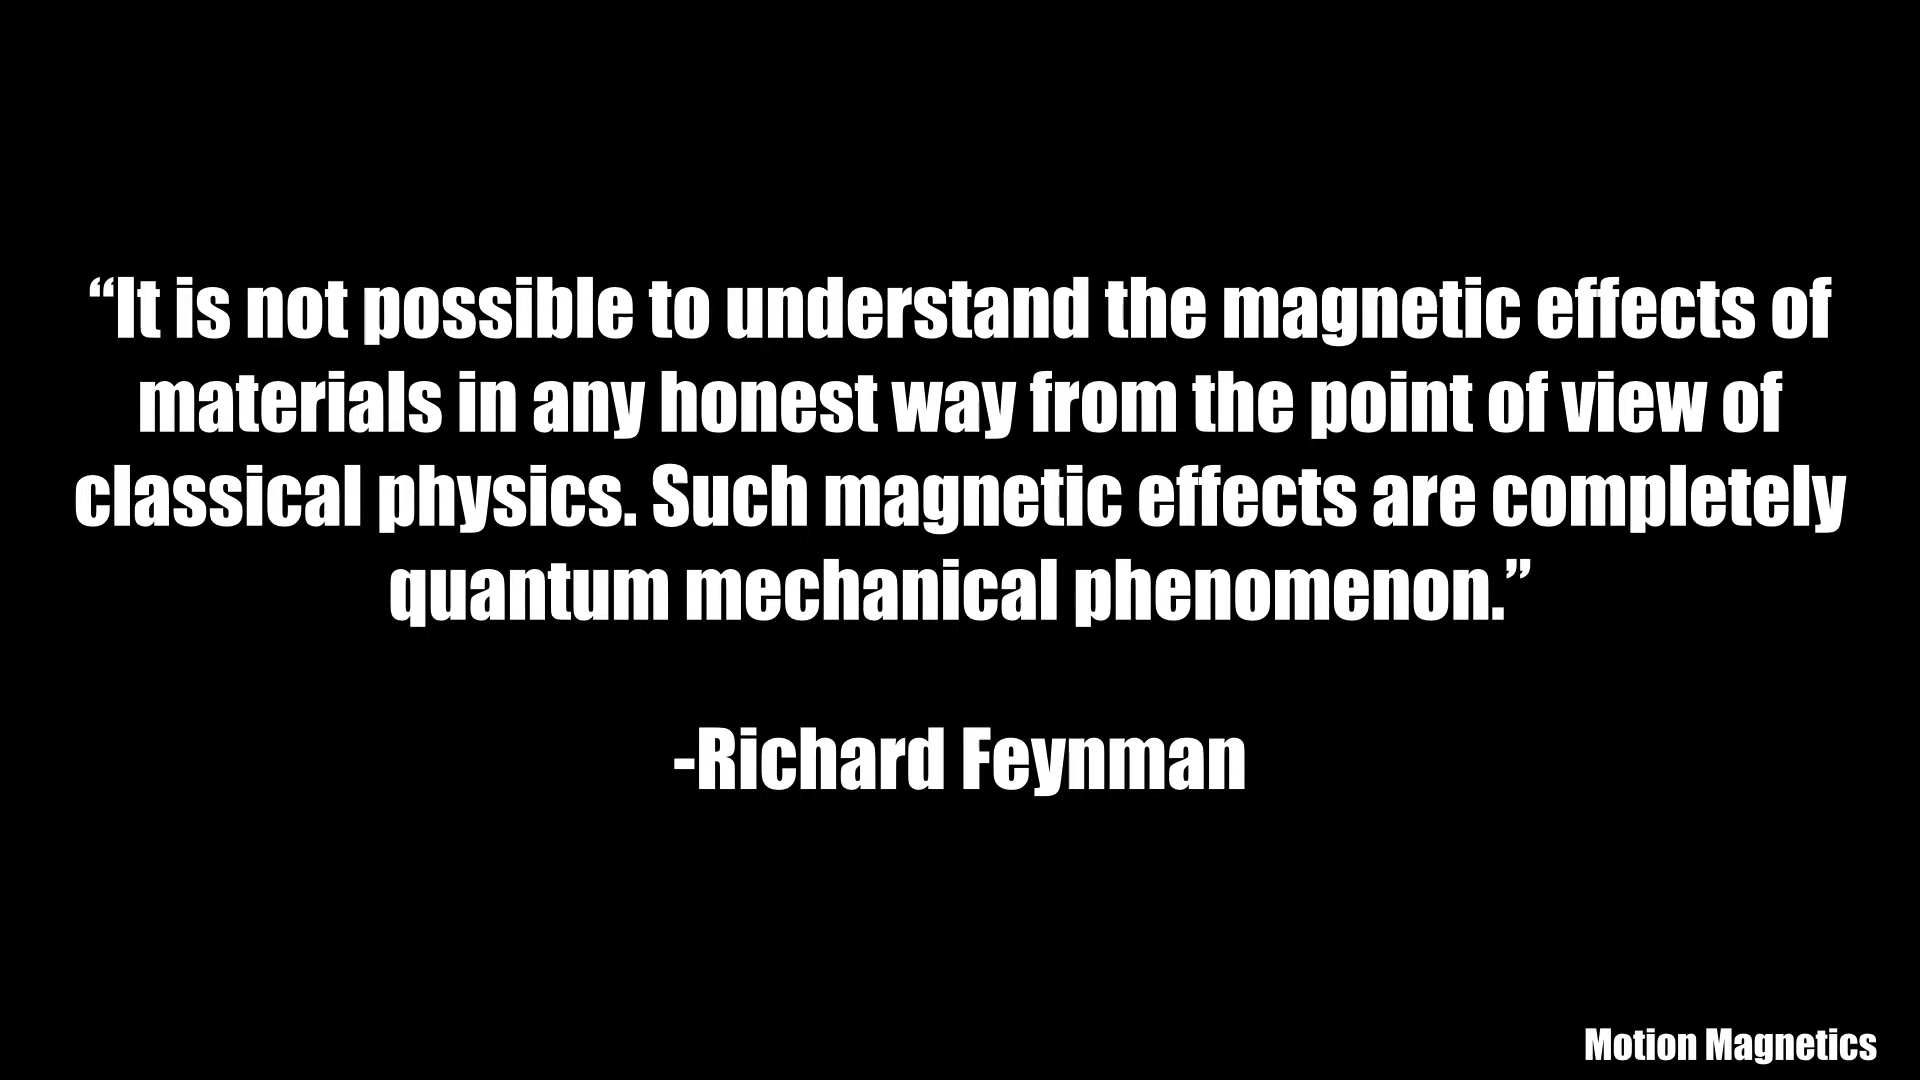 “It is not possible to understand the magnetic effects of
materials in any honest way from the point of view of
classical physics. Such magnetic effects are completely
quantum mechanical phenomenon.”
-Richard Feynman
Motion Magnetics